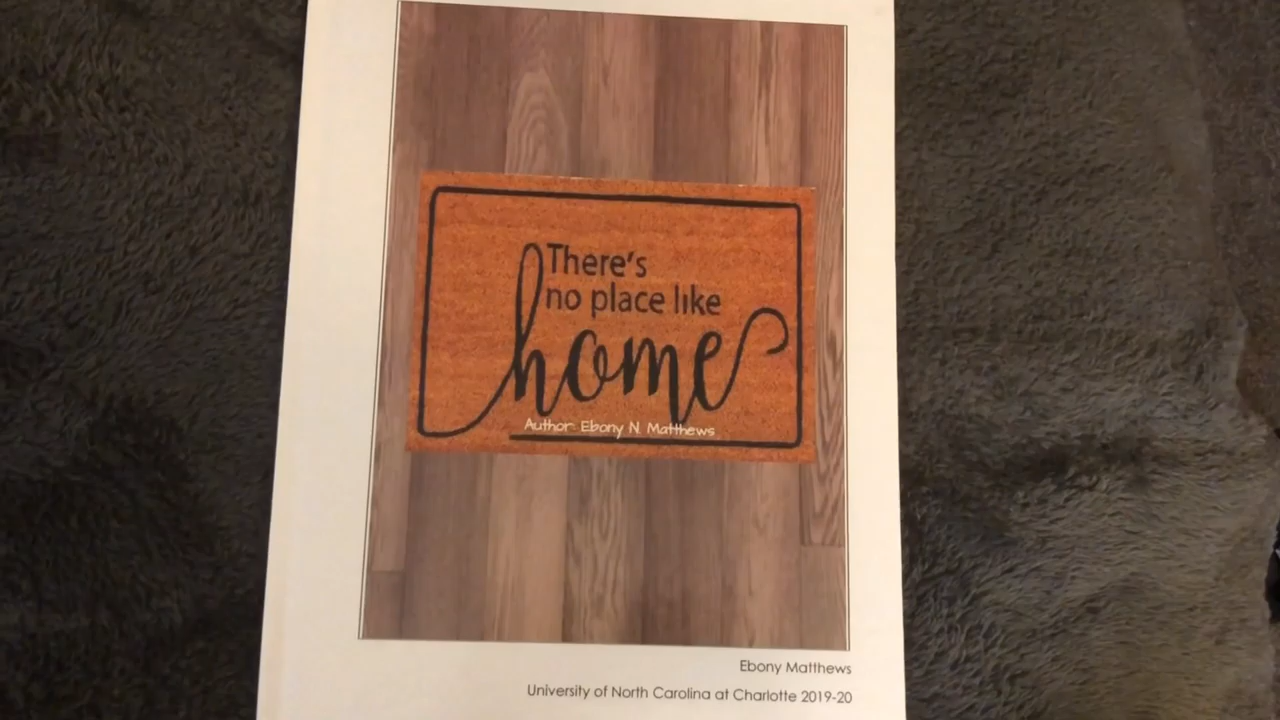 There's
no place like
home
Author: Ebony N. Matthews
Ebony Matthews
University of North Carolina at Charlotte 2019-20